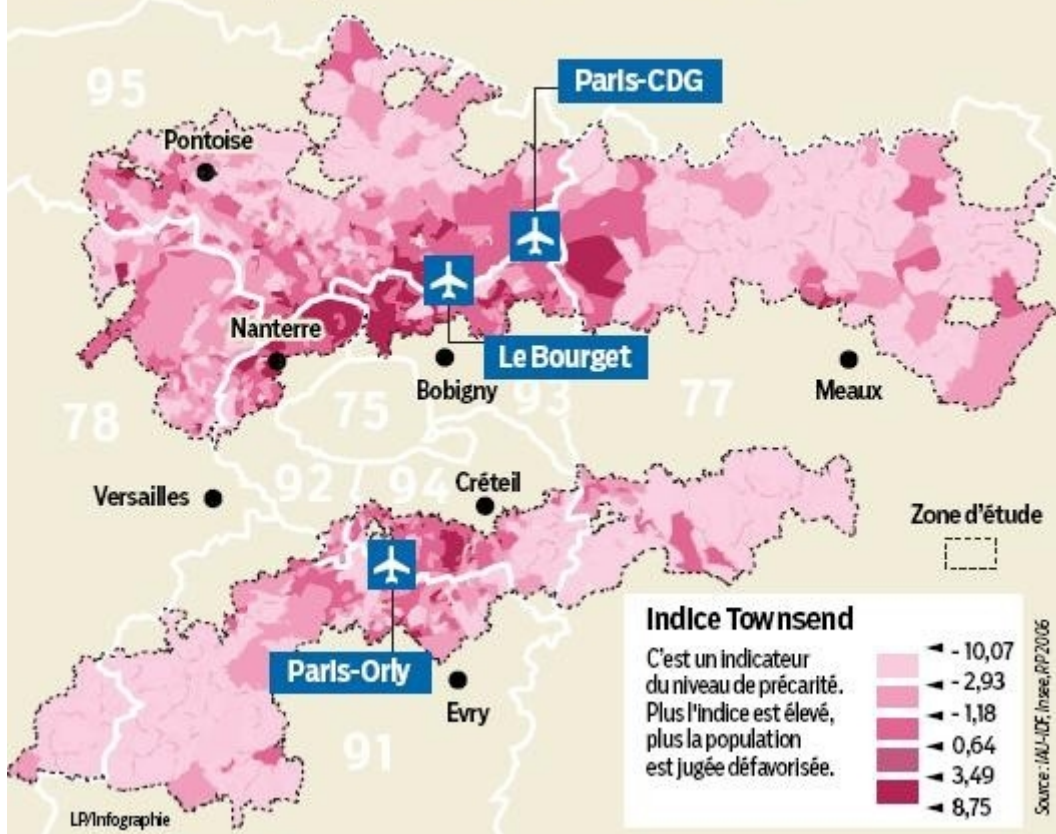 95
Paris-CDG
Pontoise
Nanterre
Le Bourget
Bobigny
Meaux
78
75
93
77
Versailles
92
94
Créteil
Zone d'étude
Paris-Orly
Evry
91
Indice Townsend
C'est un indicateur
du niveau de précarité.
Plus l'indice est élevé,
plus la population
est jugée défavorisée.
- 10,07
- 2,93
- 1,18
0,64
3,49
8,75
Source : IAU-IDF, Insee, RP2006
LP/Infographie